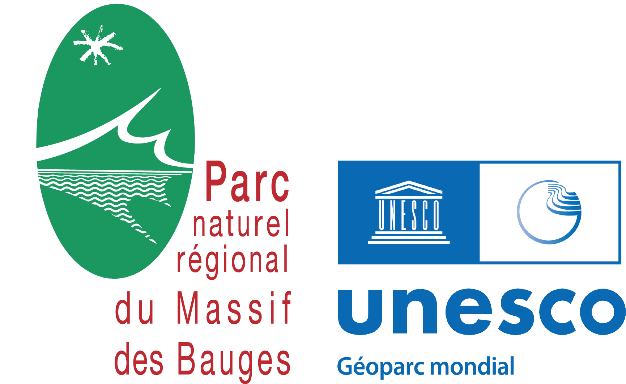 Parc
naturel
régional
du Massif
des Bauges
UNESCO
unesco
Géoparc mondial